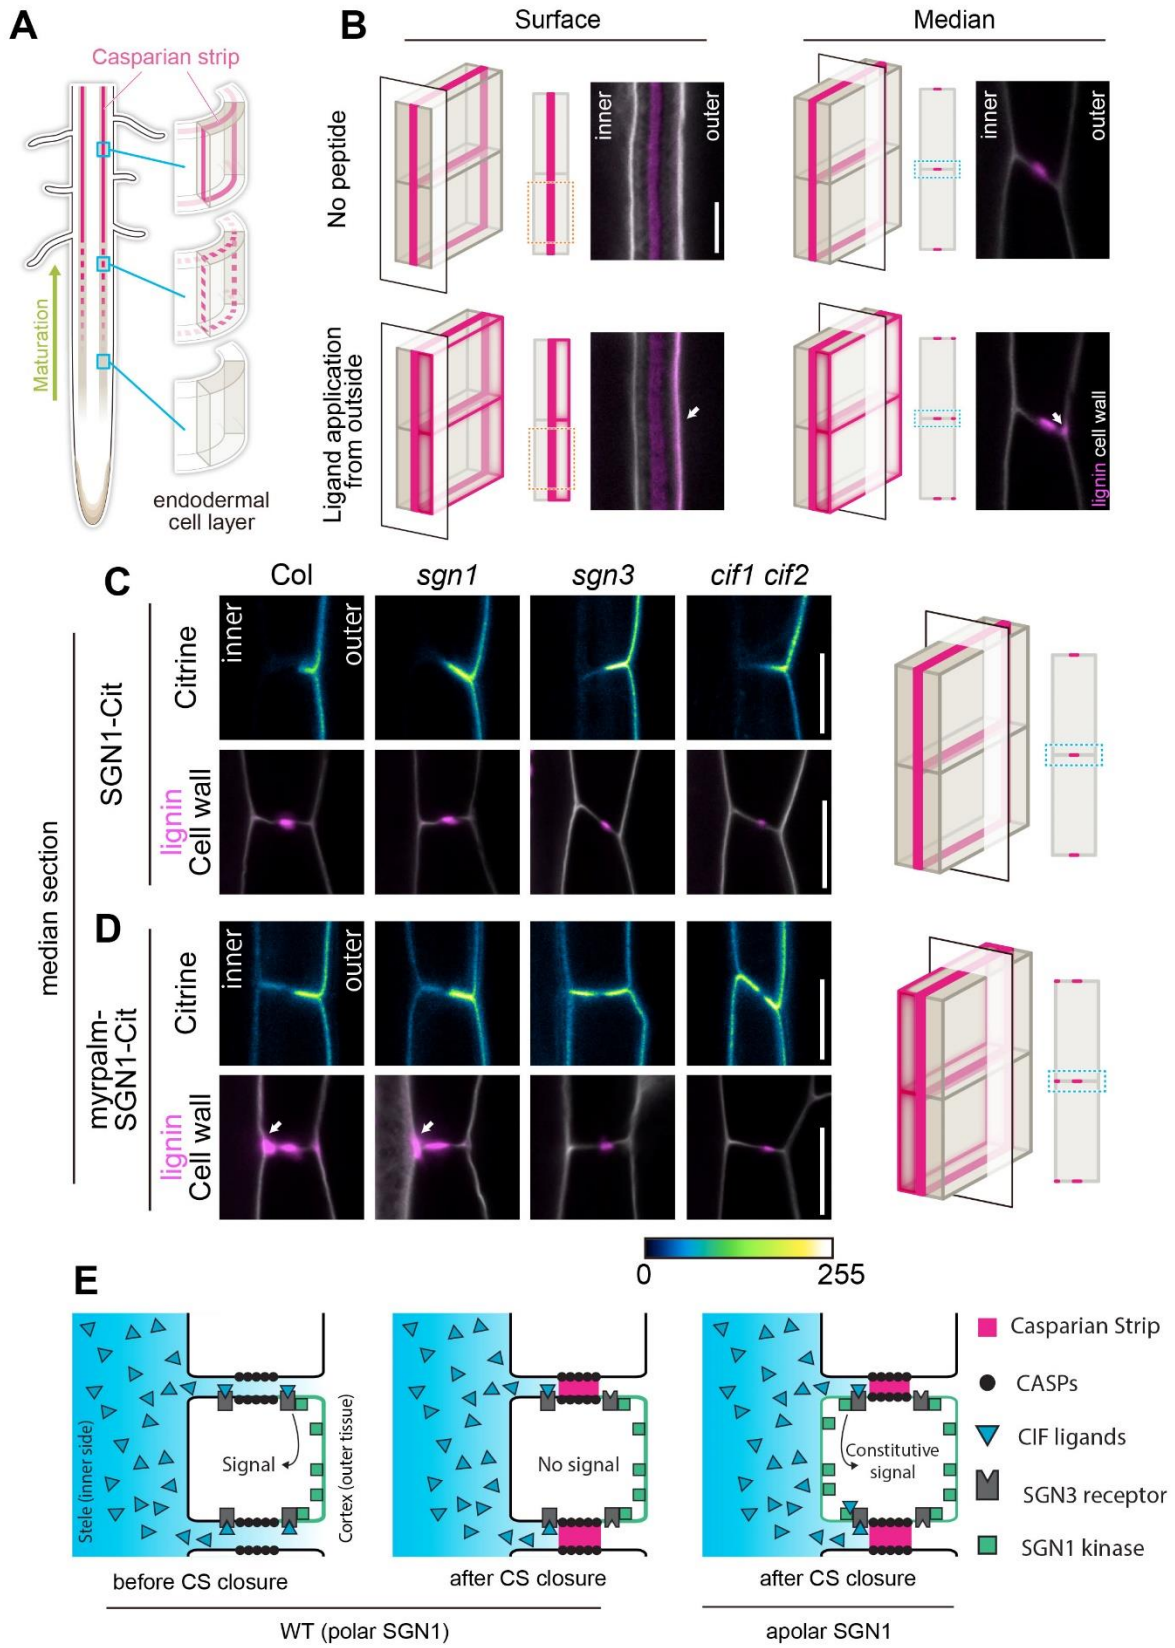 A
Casparian strip
Maturation
endodermal
cell layer
B
Surface
Median
No peptide
inner
outer
inner
outer
Ligand application
from outside
lignin cell wall
C
Col
sgn1
sgn3
cif1 cif2
median section
SGN1-Cit
Citrine
inner
outer
lignin
Cell wall
D
myrpalm-
SGN1-Cit
Citrine
inner
outer
lignin
Cell wall
0
255
E
Stele (inner side)
Signal
Cortex (outer tissue)
before CS closure
No signal
after CS closure
WT (polar SGN1)
Constitutive
signal
after CS closure
apolar SGN1
Casparian Strip
CASPs
CIF ligands
SGN3 receptor
SGN1 kinase